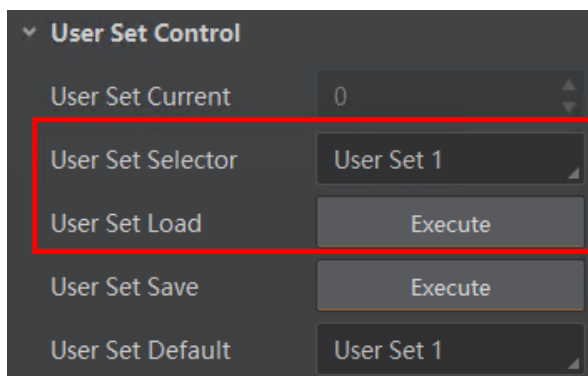 User Set Control
User Set Current 0
User Set Selector User Set 1
User Set Load Execute
User Set Save Execute
User Set Default User Set 1